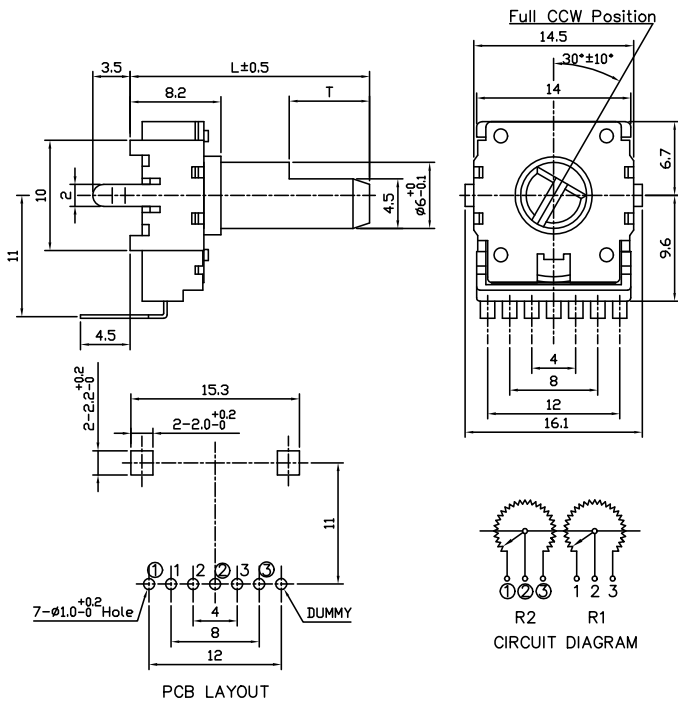 Full CCW Position
14.5
30°±10°
14
6.7
9.6
4
8
12
16.1
3.5
L±0.5
8.2
T
10
2
11
4.5
4.5
ø6-0.1 +0
2-2.2-0 +0.2
15.3
2-2.0-0 +0.2
11
① 1 2 ② 3 ③
7-ø1.0-0 +0.2 Hole
DUMMY
4
8
12
PCB LAYOUT
① ② ③ 1 2 3
R2 R1
CIRCUIT DIAGRAM